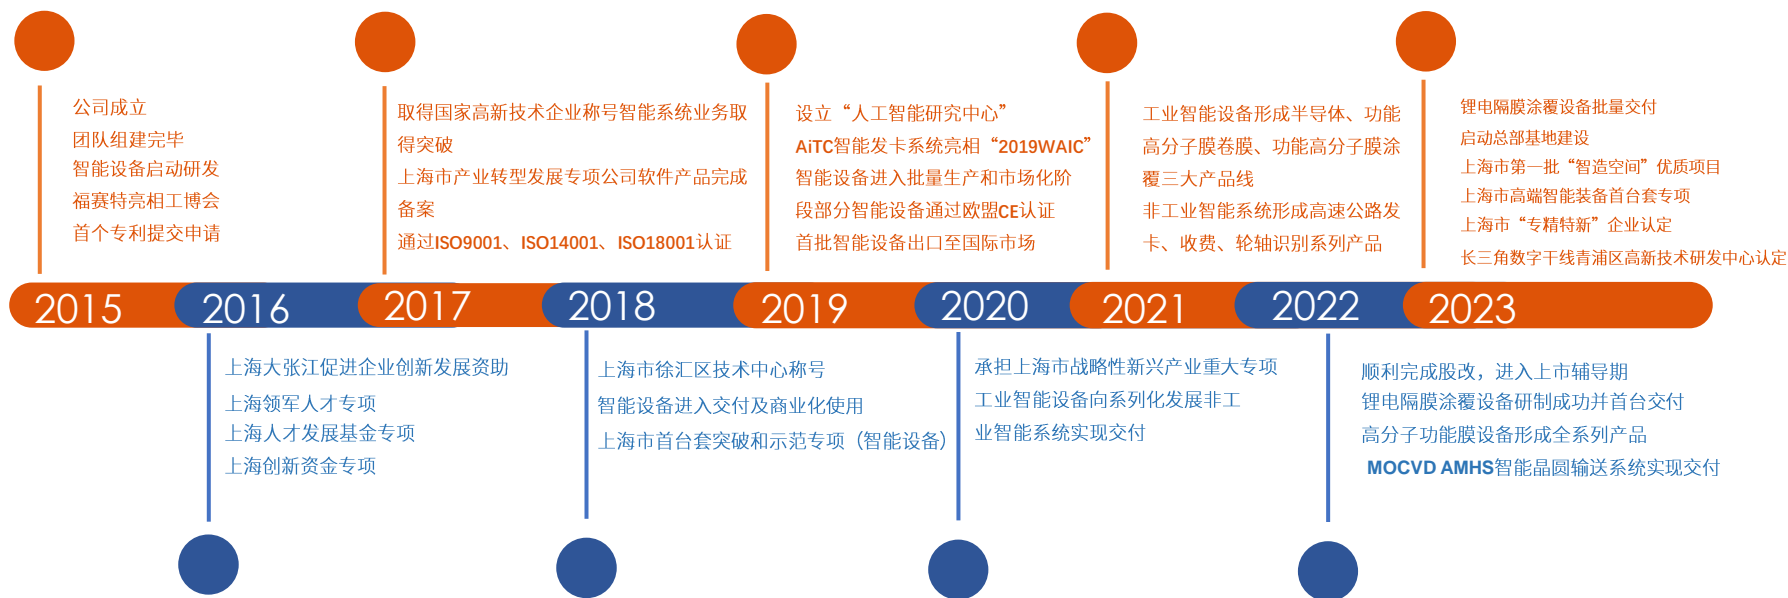 公司成立
团队组建完毕
智能设备启动研发
福赛特亮相工博会
首个专利提交申请
取得国家高新技术企业称号智能系统业务取
得突破
上海市产业转型发展专项公司软件产品完成
备案
通过ISO9001、ISO14001、ISO18001认证
设立“人工智能研究中心”
AiTC智能发卡系统亮相“2019WAIC”
智能设备进入批量生产和市场化阶
段部分智能设备通过欧盟CE认证
首批智能设备出口至国际市场
工业智能设备形成半导体、功能
高分子膜卷膜、功能高分子膜涂
覆三大产品线
非工业智能系统形成高速公路发
卡、收费、轮轴识别系列产品
锂电隔膜涂覆设备批量交付
启动总部基地建设
上海市第一批“智造空间”优质项目
上海市高端智能装备首台套专项
上海市“专精特新”企业认定
长三角数字干线青浦区高新技术研发中心认定
2015
2016
2017
2018
2019
2020
2021
2022
2023
上海大张江促进企业创新发展资助
上海领军人才专项
上海人才发展基金专项
上海创新资金专项
上海市徐汇区技术中心称号
智能设备进入交付及商业化使用
上海市首台套突破和示范专项（智能设备）
承担上海市战略性新兴产业重大专项
工业智能设备向系列化发展非工
业智能系统实现交付
顺利完成股改，进入上市辅导期
锂电隔膜涂覆设备研制成功并首台交付
高分子功能膜设备形成全系列产品
MOCVD AMHS智能晶圆输送系统实现交付